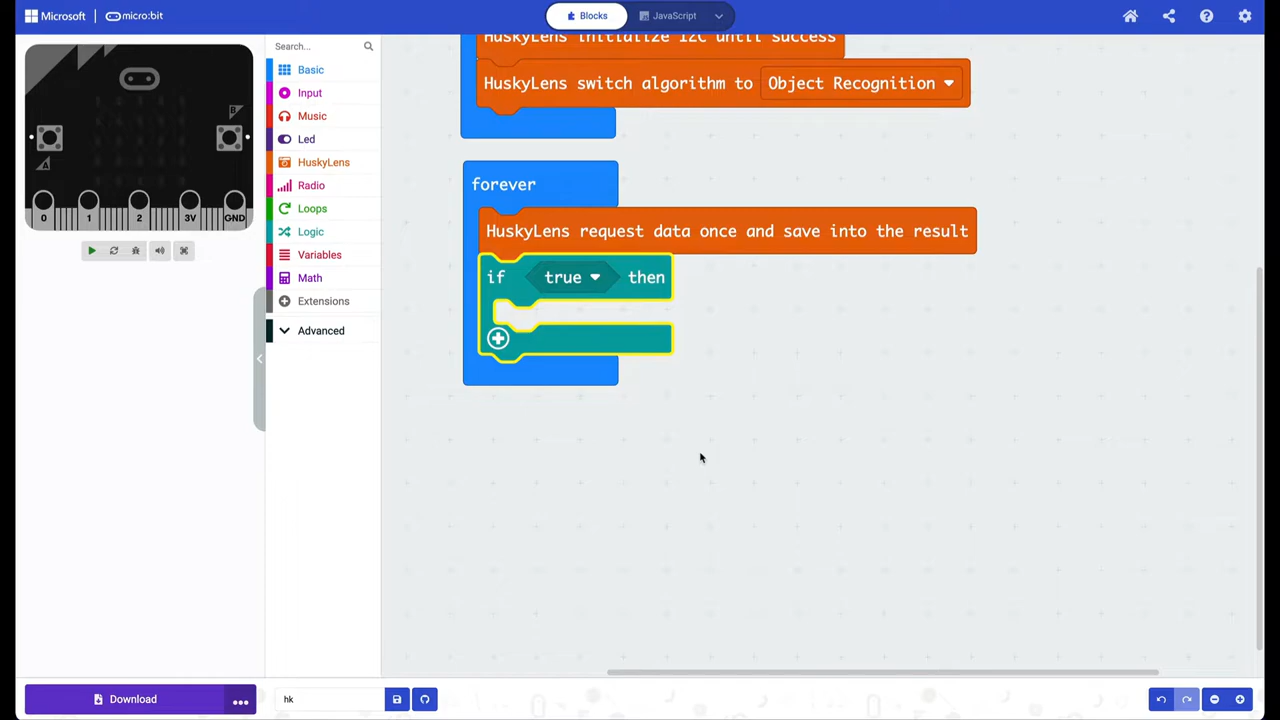 Microsoft
micro:bit
Blocks
JavaScript
Search...
Basic
Input
Music
Led
HuskyLens
Radio
Loops
Logic
Variables
Math
Extensions
Advanced
A
B
0 1 2 3V GND
HuskyLens initialize I2C until success
HuskyLens switch algorithm to Object Recognition
forever
HuskyLens request data once and save into the result
if true then
Download
hk